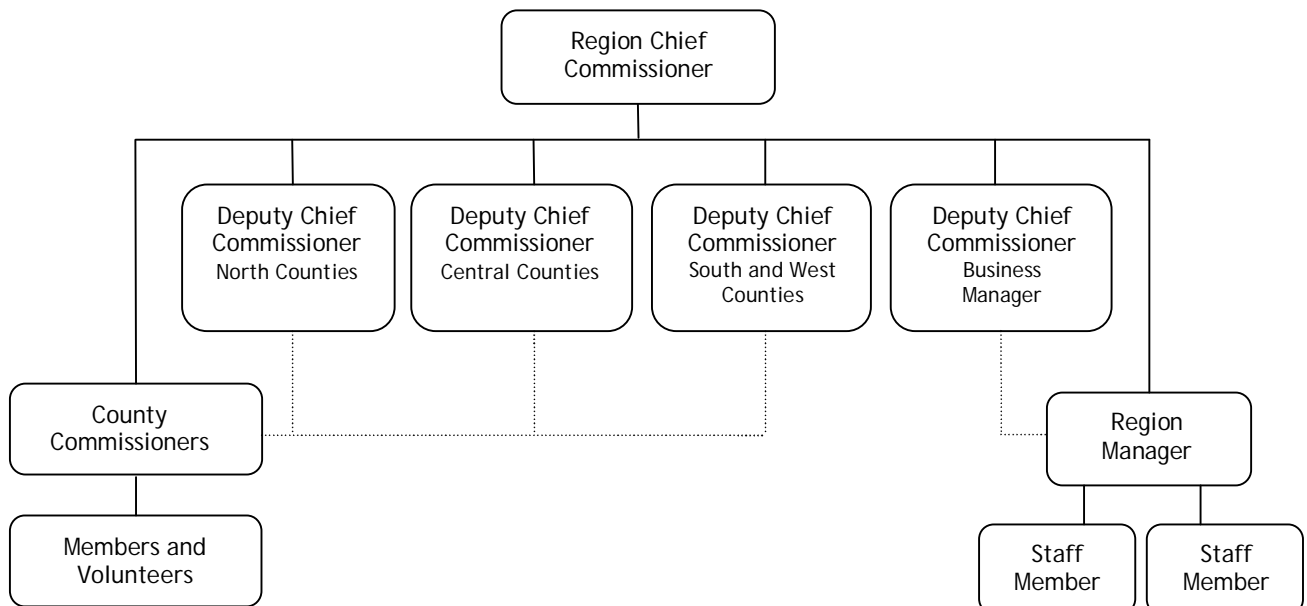 Region Chief
Commissioner
Deputy Chief
Commissioner
North Counties
Deputy Chief
Commissioner
Central Counties
Deputy Chief
Commissioner
South and West
Counties
Deputy Chief
Commissioner
Business
Manager
County
Commissioners
Region
Manager
Members and
Volunteers
Staff
Member
Staff
Member